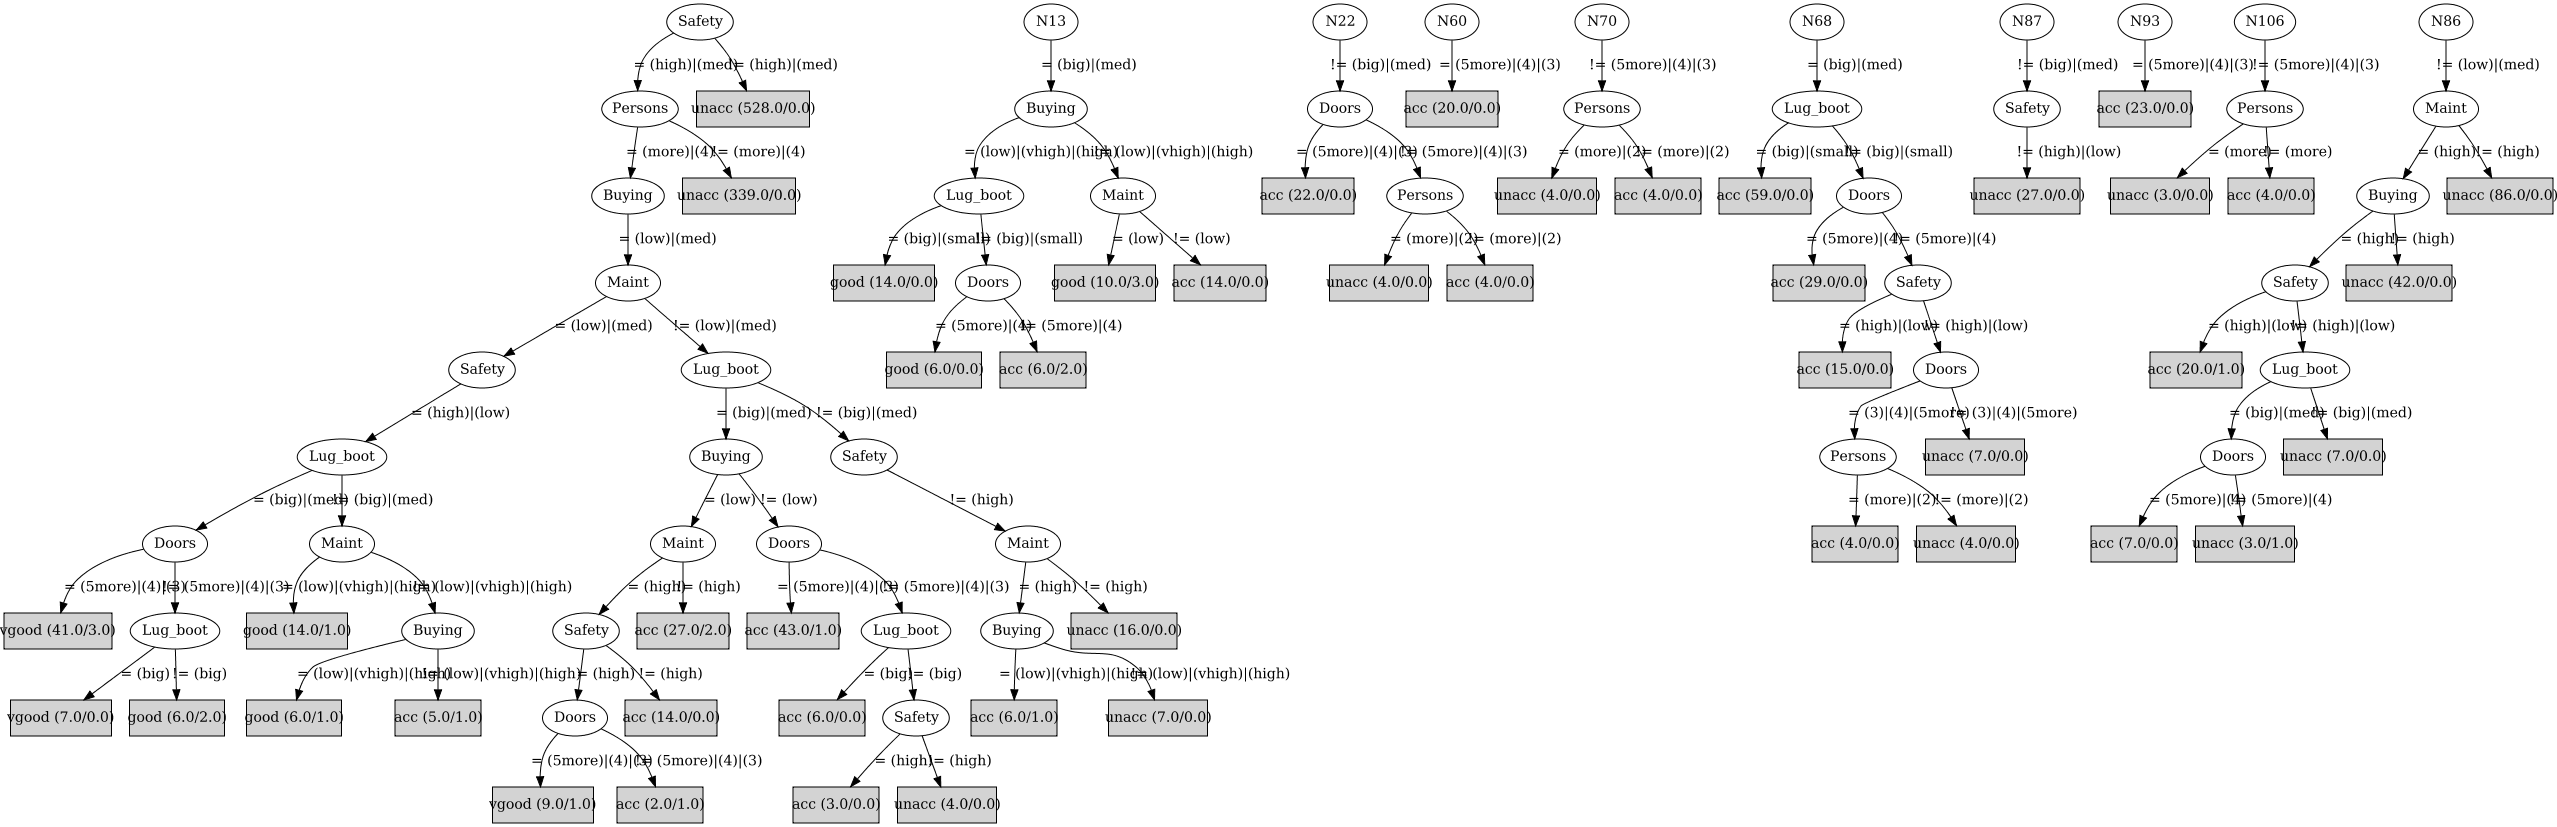 Safety N13 N22 N60 N70 N68 N87 N93 N106 N86
= (high)|(med) != (high)|(med) = (big)|(med) != (big)|(med) = (5more)|(4)|(3) != (5more)|(4)|(3) = (big)|(med) != (big)|(med) = (5more)|(4)|(3) != (5more)|(4)|(3) != (low)|(med)
Persons unacc (528.0/0.0) Buying Doors acc (20.0/0.0) Persons Lug_boot Safety acc (23.0/0.0) Persons Maint
= (more)|(4) != (more)|(4) = (low)|(vhigh)|(high) != (low)|(vhigh)|(high) = (5more)|(4)|(3) != (5more)|(4)|(3) = (more)|(2) != (more)|(2) = (big)|(small) != (big)|(small) != (high)|(low) = (more) != (more) = (high) != (high)
Buying unacc (339.0/0.0) Lug_boot Maint acc (22.0/0.0) Persons unacc (4.0/0.0) acc (4.0/0.0) acc (59.0/0.0) Doors unacc (27.0/0.0) unacc (3.0/0.0) acc (4.0/0.0) Buying unacc (86.0/0.0)
= (low)|(med) = (big)|(small) != (big)|(small) = (low) != (low) = (more)|(2) != (more)|(2) = (5more)|(4) != (5more)|(4) = (high) != (high)
Maint good (14.0/0.0) Doors good (10.0/3.0) acc (14.0/0.0) unacc (4.0/0.0) acc (4.0/0.0) acc (29.0/0.0) Safety Safety unacc (42.0/0.0)
= (low)|(med) != (low)|(med) = (5more)|(4) != (5more)|(4) = (high)|(low) != (high)|(low) = (high)|(low) != (high)|(low)
Safety Lug_boot good (6.0/0.0) acc (6.0/2.0) acc (15.0/0.0) Doors acc (20.0/1.0) Lug_boot
= (high)|(low) = (big)|(med) != (big)|(med) = (3)|(4)|(5more) != (3)|(4)|(5more) = (big)|(med) != (big)|(med)
Lug_boot Buying Safety Persons unacc (7.0/0.0) Doors unacc (7.0/0.0)
= (big)|(med) != (big)|(med) = (low) != (low) != (high) = (more)|(2) != (more)|(2) = (5more)|(4) != (5more)|(4)
Doors Maint Maint Doors Maint acc (4.0/0.0) unacc (4.0/0.0) acc (7.0/0.0) unacc (3.0/1.0)
= (5more)|(4)|(3) != (5more)|(4)|(3) = (low)|(vhigh)|(high) != (low)|(vhigh)|(high) = (high) != (high) = (5more)|(4)|(3) != (5more)|(4)|(3) = (high) != (high)
vgood (41.0/3.0) Lug_boot good (14.0/1.0) Buying Safety acc (27.0/2.0) acc (43.0/1.0) Lug_boot Buying unacc (16.0/0.0)
= (big) != (big) = (low)|(vhigh)|(high) != (low)|(vhigh)|(high) = (high) != (high) = (big) != (big) = (low)|(vhigh)|(high) != (low)|(vhigh)|(high)
vgood (7.0/0.0) good (6.0/2.0) good (6.0/1.0) acc (5.0/1.0) Doors acc (14.0/0.0) acc (6.0/0.0) Safety acc (6.0/1.0) unacc (7.0/0.0)
= (5more)|(4)|(3) != (5more)|(4)|(3) = (high) != (high)
vgood (9.0/1.0) acc (2.0/1.0) acc (3.0/0.0) unacc (4.0/0.0)